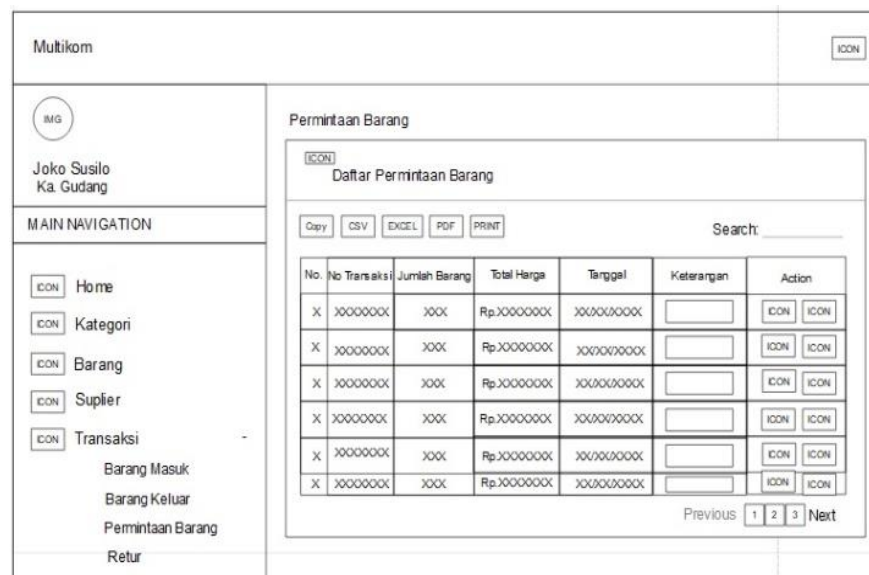 Multikom
ICON
IMG
Joko Susilo
Ka. Gudang
MAIN NAVIGATION
ICON Home
ICON Kategori
ICON Barang
ICON Suplier
ICON Transaksi -
Barang Masuk
Barang Keluar
Permintaan Barang
Retur
Permintaan Barang
ICON
Daftar Permintaan Barang
Copy CSV EXCEL PDF PRINT Search:
No. No Transaksi Jumlah Barang Total Harga Tanggal Keterangan Action
X XXXXXXX XXX Rp.XXXXXXX XX/XX/XXXX ICON ICON
X XXXXXXX XXX Rp.XXXXXXX XX/XX/XXXX ICON ICON
X XXXXXXX XXX Rp.XXXXXXX XX/XX/XXXX ICON ICON
X XXXXXXX XXX Rp.XXXXXXX XX/XX/XXXX ICON ICON
X XXXXXXX XXX Rp.XXXXXXX XX/XX/XXXX ICON ICON
X XXXXXXX XXX Rp.XXXXXXX XX/XX/XXXX ICON ICON
Previous 1 2 3 Next